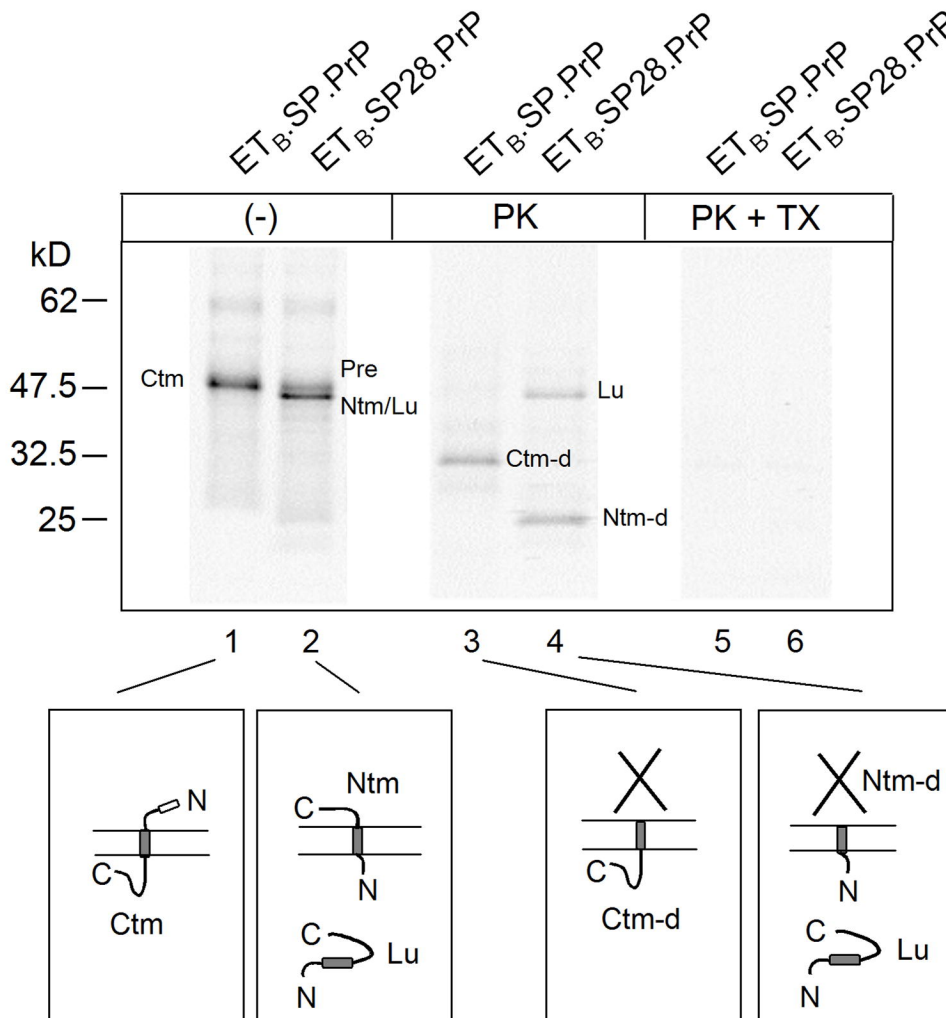 ETB.SP.PrP
ETB.SP28.PrP
ETB.SP.PrP
ETB.SP28.PrP
ETB.SP.PrP
ETB.SP28.PrP
(-) PK PK + TX
kD
62
47.5
32.5
25
Ctm
Pre
Ntm/Lu
Lu
Ctm-d
Ntm-d
1 2 3 4 5 6
N
C
Ctm
Ntm
C
N
C
Lu
N
C
Ctm-d
Ntm-d
N
C
Lu
N